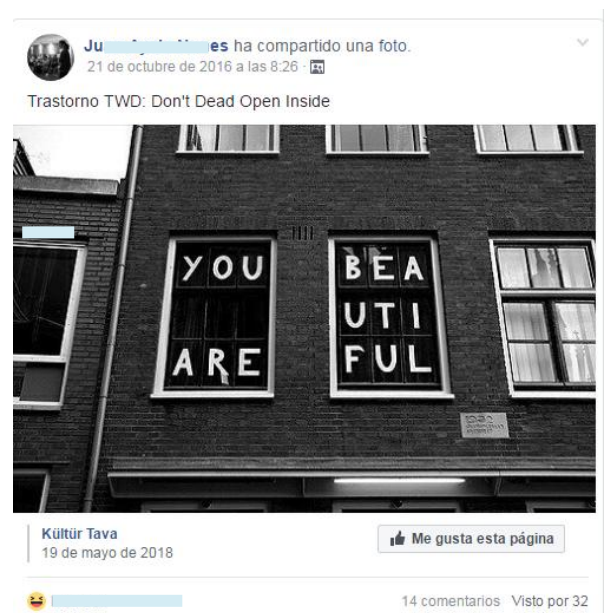 Ju es ha compartido una foto.
21 de octubre de 2016 a las 8:26 ·
Trastorno TWD: Don't Dead Open Inside
YOU
ARE
BEA
UTI
FUL
Kültür Tava
19 de mayo de 2018
Me gusta esta página
14 comentarios Visto por 32